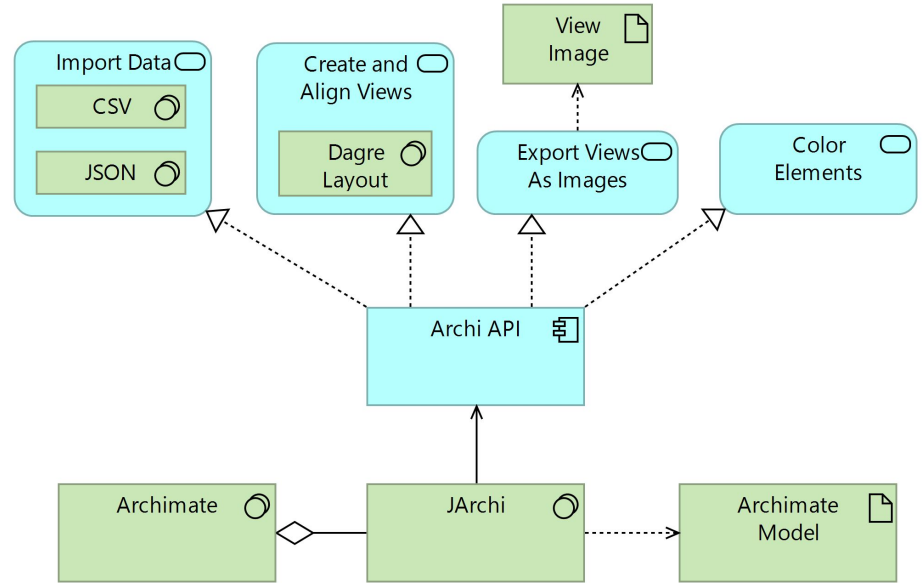 View
Image
Import Data
CSV
JSON
Create and
Align Views
Dagre
Layout
Export Views
As Images
Color
Elements
Archi API
Archimate
JArchi
Archimate
Model